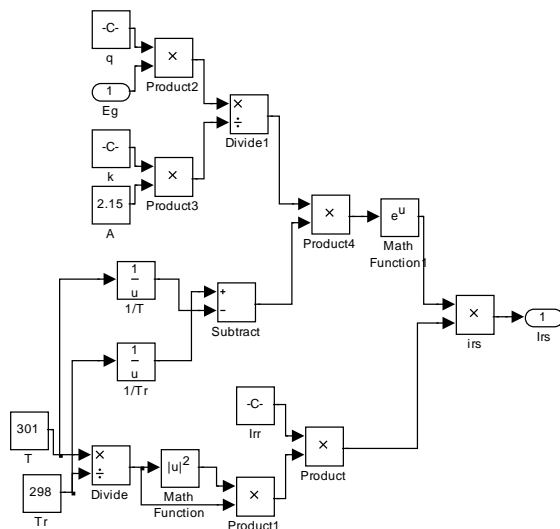 -C-
q
×
Product2
1
Eg
×
÷
Divide1
-C-
k
×
Product3
2.15
A
×
Product4
e^u
Math
Function1
1
u
1/T
+
−
Subtract
×
irs
1
Irs
1
u
1/Tr
-C-
Irr
×
Product
301
T
×
÷
Divide
|u|^2
Math
Function
×
Product1
298
Tr